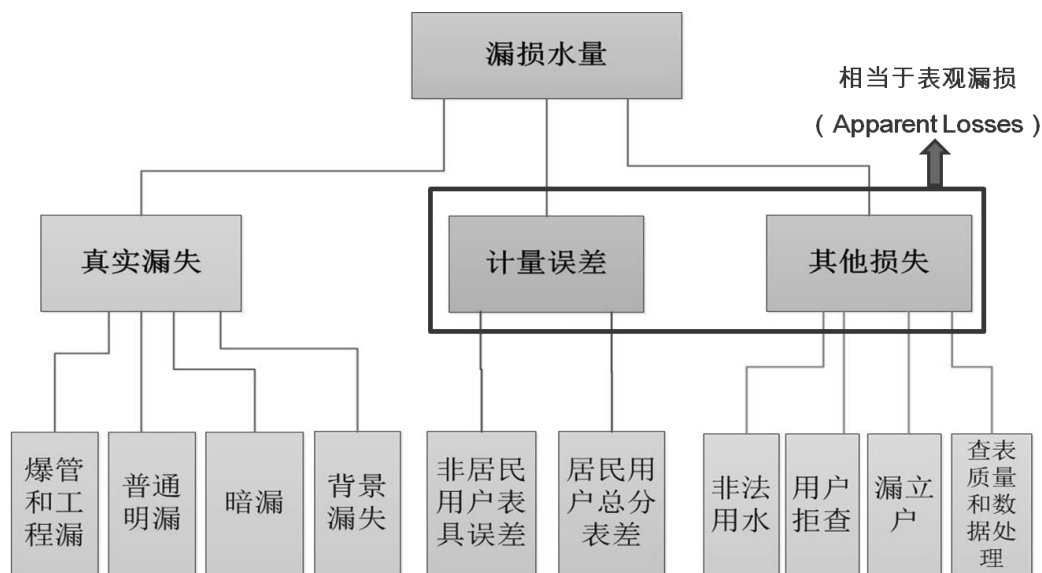 漏损水量
相当于表观漏损
（Apparent Losses）
真实漏失
计量误差
其他损失
爆管
和工
程漏
普通
明漏
暗漏
背景
漏失
非居民
用户表
具误差
居民用
户总分
表差
非法
用水
用户
拒查
漏立
户
查表
质量
和数
据处
理